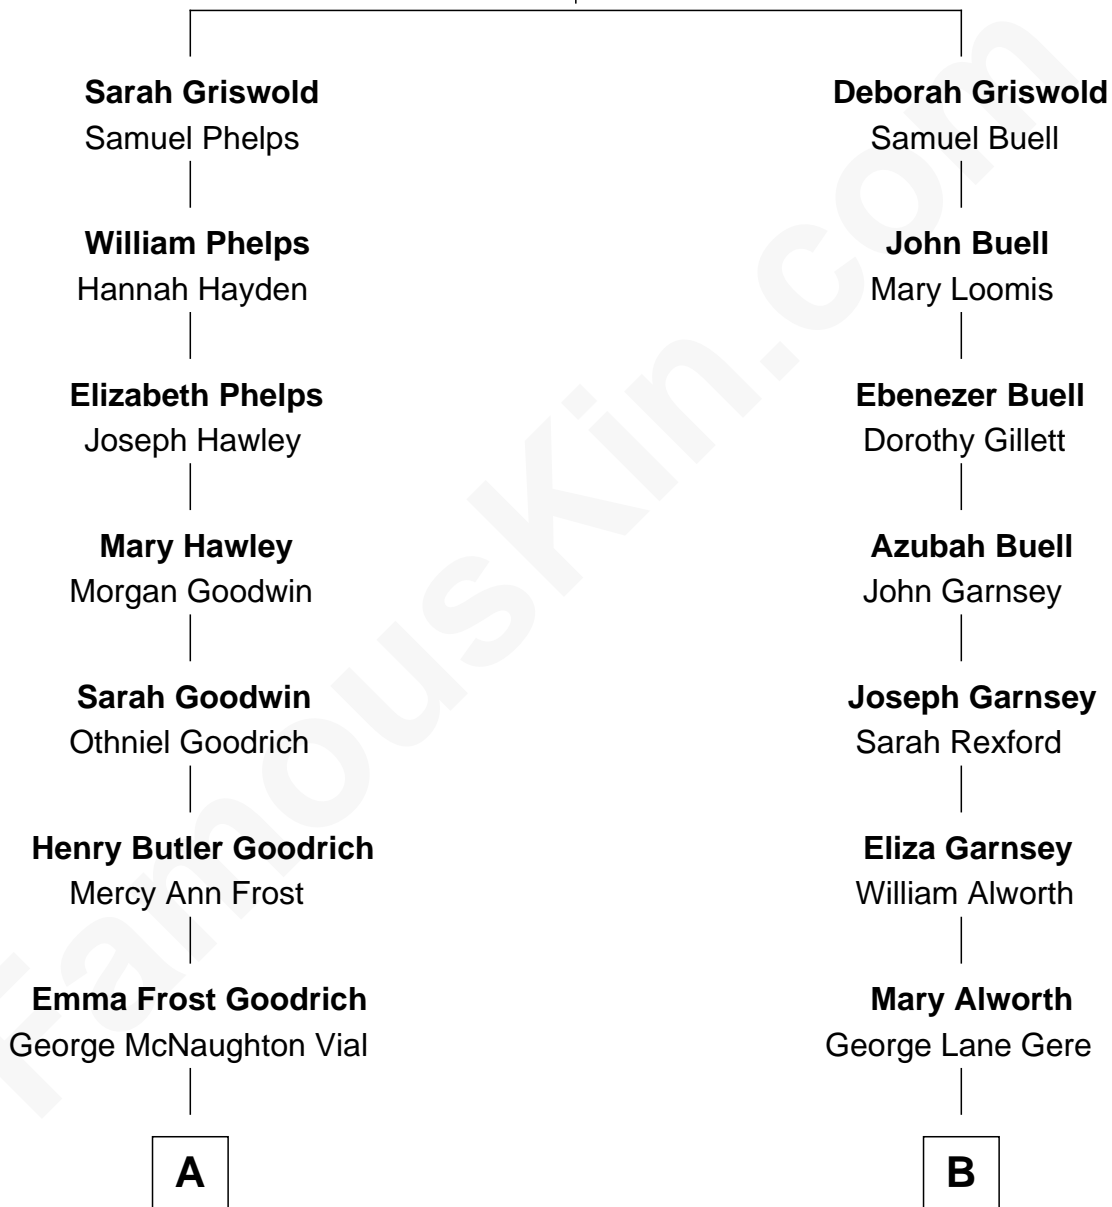 Sarah Griswold
Samuel Phelps
William Phelps
Hannah Hayden
Elizabeth Phelps
Joseph Hawley
Mary Hawley
Morgan Goodwin
Sarah Goodwin
Othniel Goodrich
Henry Butler Goodrich
Mercy Ann Frost
Emma Frost Goodrich
George McNaughton Vial
A
Deborah Griswold
Samuel Buell
John Buell
Mary Loomis
Ebenezer Buell
Dorothy Gillett
Azubah Buell
John Garnsey
Joseph Garnsey
Sarah Rexford
Eliza Garnsey
William Alworth
Mary Alworth
George Lane Gere
B
FamousKin.com